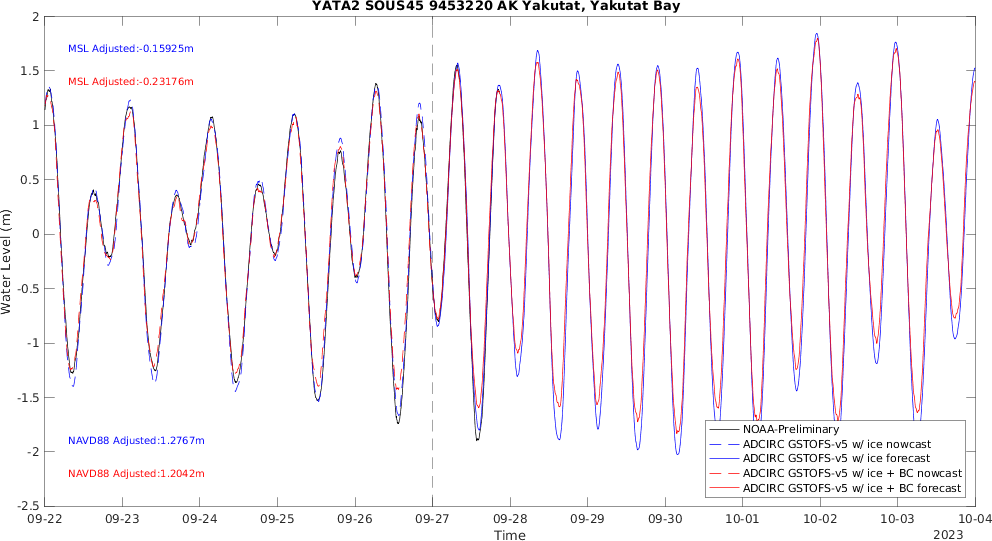 YATA2 SOUS45 9453220 AK Yakutat, Yakutat Bay
2
1.5
1
0.5
0
-0.5
-1
-1.5
-2
-2.5
Water Level (m)
MSL Adjusted:-0.15925m
MSL Adjusted:-0.23176m
NAVD88 Adjusted:1.2767m
NAVD88 Adjusted:1.2042m
NOAA-Preliminary
ADCIRC GSTOFS-v5 w/ ice nowcast
ADCIRC GSTOFS-v5 w/ ice forecast
ADCIRC GSTOFS-v5 w/ ice + BC nowcast
ADCIRC GSTOFS-v5 w/ ice + BC forecast
09-22 09-23 09-24 09-25 09-26 09-27 09-28 09-29 09-30 10-01 10-02 10-03 10-04
Time
2023